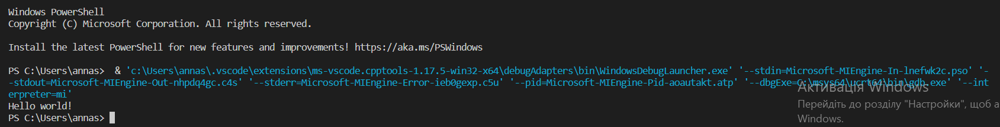 Windows PowerShell
Copyright (C) Microsoft Corporation. All rights reserved.
Install the latest PowerShell for new features and improvements! https://aka.ms/PSWindows
PS C:\Users\annas>  & 'c:\Users\annas\.vscode\extensions\ms-vscode.cpptools-1.17.5-win32-x64\debugAdapters\bin\WindowsDebugLauncher.exe' '--stdin=Microsoft-MIEngine-In-lnefwk2c.pso' '-
-stdout=Microsoft-MIEngine-Out-nhpdq4gc.c4s' '--stderr=Microsoft-MIEngine-Error-ieb0gexp.c5u' '--pid=Microsoft-MIEngine-Pid-aoautakt.atp' '--dbgExe=C:\msys64\ucrt64\bin\gdb.exe' '--int
erpreter=mi'
Hello world!
PS C:\Users\annas>
Активація Windows
Перейдіть до розділу "Настройки", щоб а
Windows.